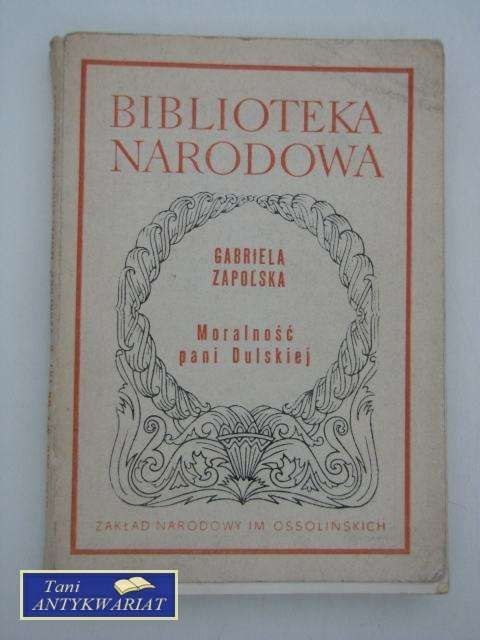 BIBLIOTEKA
NARODOWA
GABRIELA
ZAPOLSKA
Moralność
pani Dulskiej
ZAKŁAD NARODOWY IM OSSOLIŃSKICH
Tani
ANTYKWARIAT